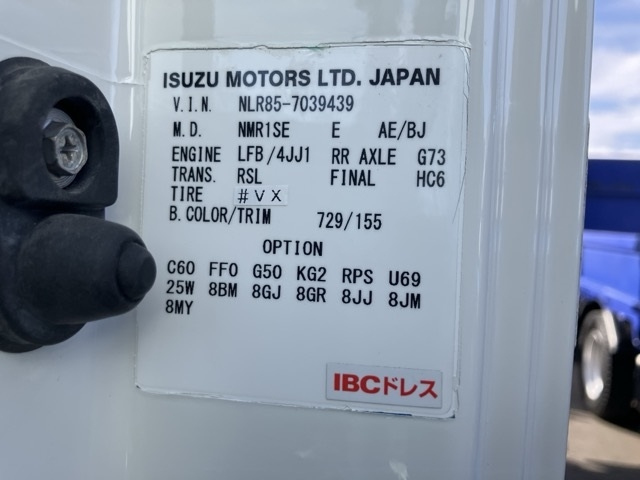 ISUZU MOTORS LTD. JAPAN
V.I.N. NLR85-7039439
M.D. NMR1SE E AE/BJ
ENGINE LFB/4JJ1 RR AXLE G73
TRANS. RSL FINAL HC6
TIRE #VX
B.COLOR/TRIM 729/155
OPTION
C60 FF0 G50 KG2 RPS U69
25W 8BM 8GJ 8GR 8JJ 8JM
8MY
IBCドレス